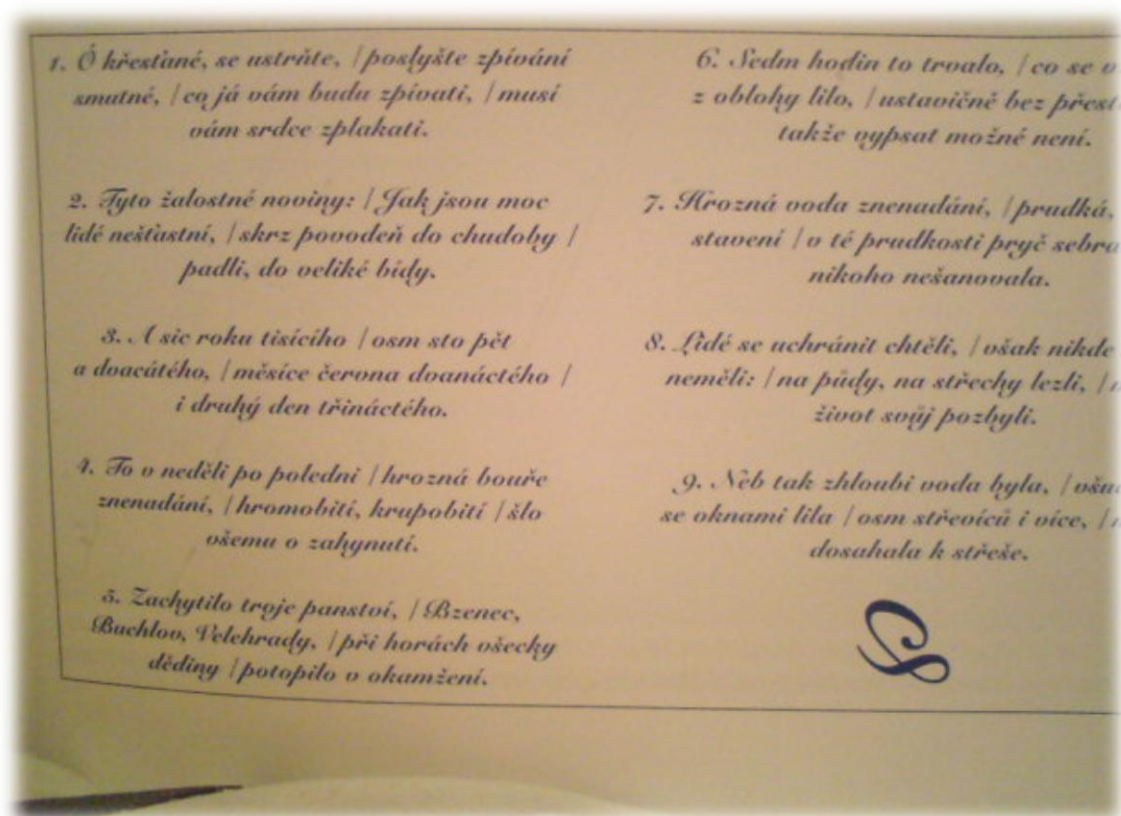 1. Ó křesťané, se ustrňte, | poslyšte zpívání
smutné, | co já vám budu zpívati, | musí
vám srdce zplakati.
2. Tyto žalostné noviny: | Jak jsou moc
lidé nešťastní, | skrz povodeň do chudoby |
padli, do veliké bídy.
3. A sic roku tisícího | osm sto pět
a dvacátého, | měsíce června dvanáctého |
i druhý den třináctého.
4. To v neděli po polední | hrozná bouře
znenadání, | hromobití, krupobití | šlo
všemu o zahynutí.
5. Zachytilo troje panství, | Bzenec,
Buchlov, Velehrady, | při horách všecky
dědiny | potopilo v okamžení.
6. Sedm hodin to trvalo, | co se
z oblohy lilo, | ustavičně bez
takže vypsat možné není.
7. Hrozná voda znenadání, | prudká,
stavení | v té prudkosti pryč
nikoho nešanovala.
8. Lidé se uchránit chtěli, | však nikde
neměli: | na půdy, na střechy lezli, |
život svůj pozbyli.
9. Neb tak zhloubi voda byla, |
se oknami lila | osm střevíců i více, |
dosahala k střeše.